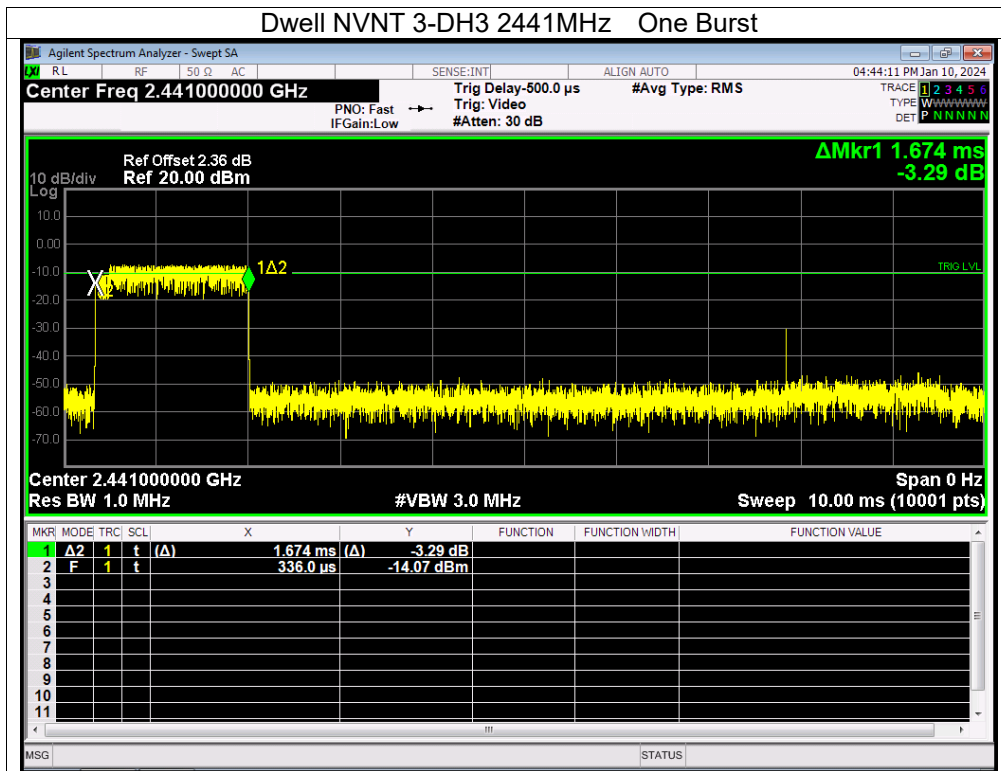 Dwell NVNT 3-DH3 2441MHz One Burst
Agilent Spectrum Analyzer - Swept SA
LXI RL RF 50 Ω AC SENSE:INT ALIGN AUTO 04:44:11 PM Jan 10, 2024
Center Freq 2.441000000 GHz
PNO: Fast
IFGain:Low
Trig Delay-500.0 µs
Trig: Video
#Atten: 30 dB
#Avg Type: RMS
TRACE 1 2 3 4 5 6
TYPE WWWWWW
DET P N N N N N
ΔMkr1 1.674 ms
-3.29 dB
Ref Offset 2.36 dB
10 dB/div Ref 20.00 dBm
Log
10.0
0.00
-10.0
-20.0
-30.0
-40.0
-50.0
-60.0
-70.0
1Δ2
TRIG LVL
Center 2.441000000 GHz Span 0 Hz
Res BW 1.0 MHz #VBW 3.0 MHz Sweep 10.00 ms (10001 pts)
MKR MODE TRC SCL X Y FUNCTION FUNCTION WIDTH FUNCTION VALUE
1 Δ2 1 t (Δ) 1.674 ms (Δ) -3.29 dB
2 F 1 t 336.0 µs -14.07 dBm
3
4
5
6
7
8
9
10
11
MSG STATUS